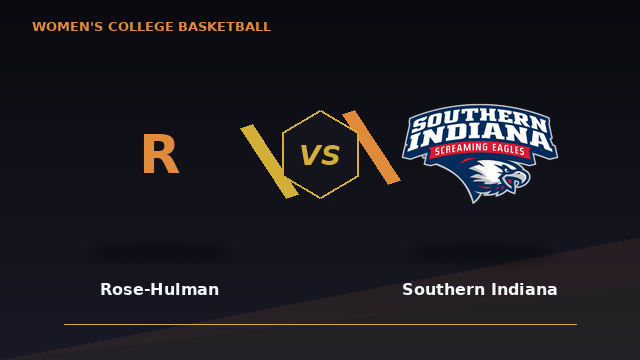 WOMEN'S COLLEGE BASKETBALL
R
VS
SOUTHERN
INDIANA
SCREAMING EAGLES
Rose-Hulman
Southern Indiana